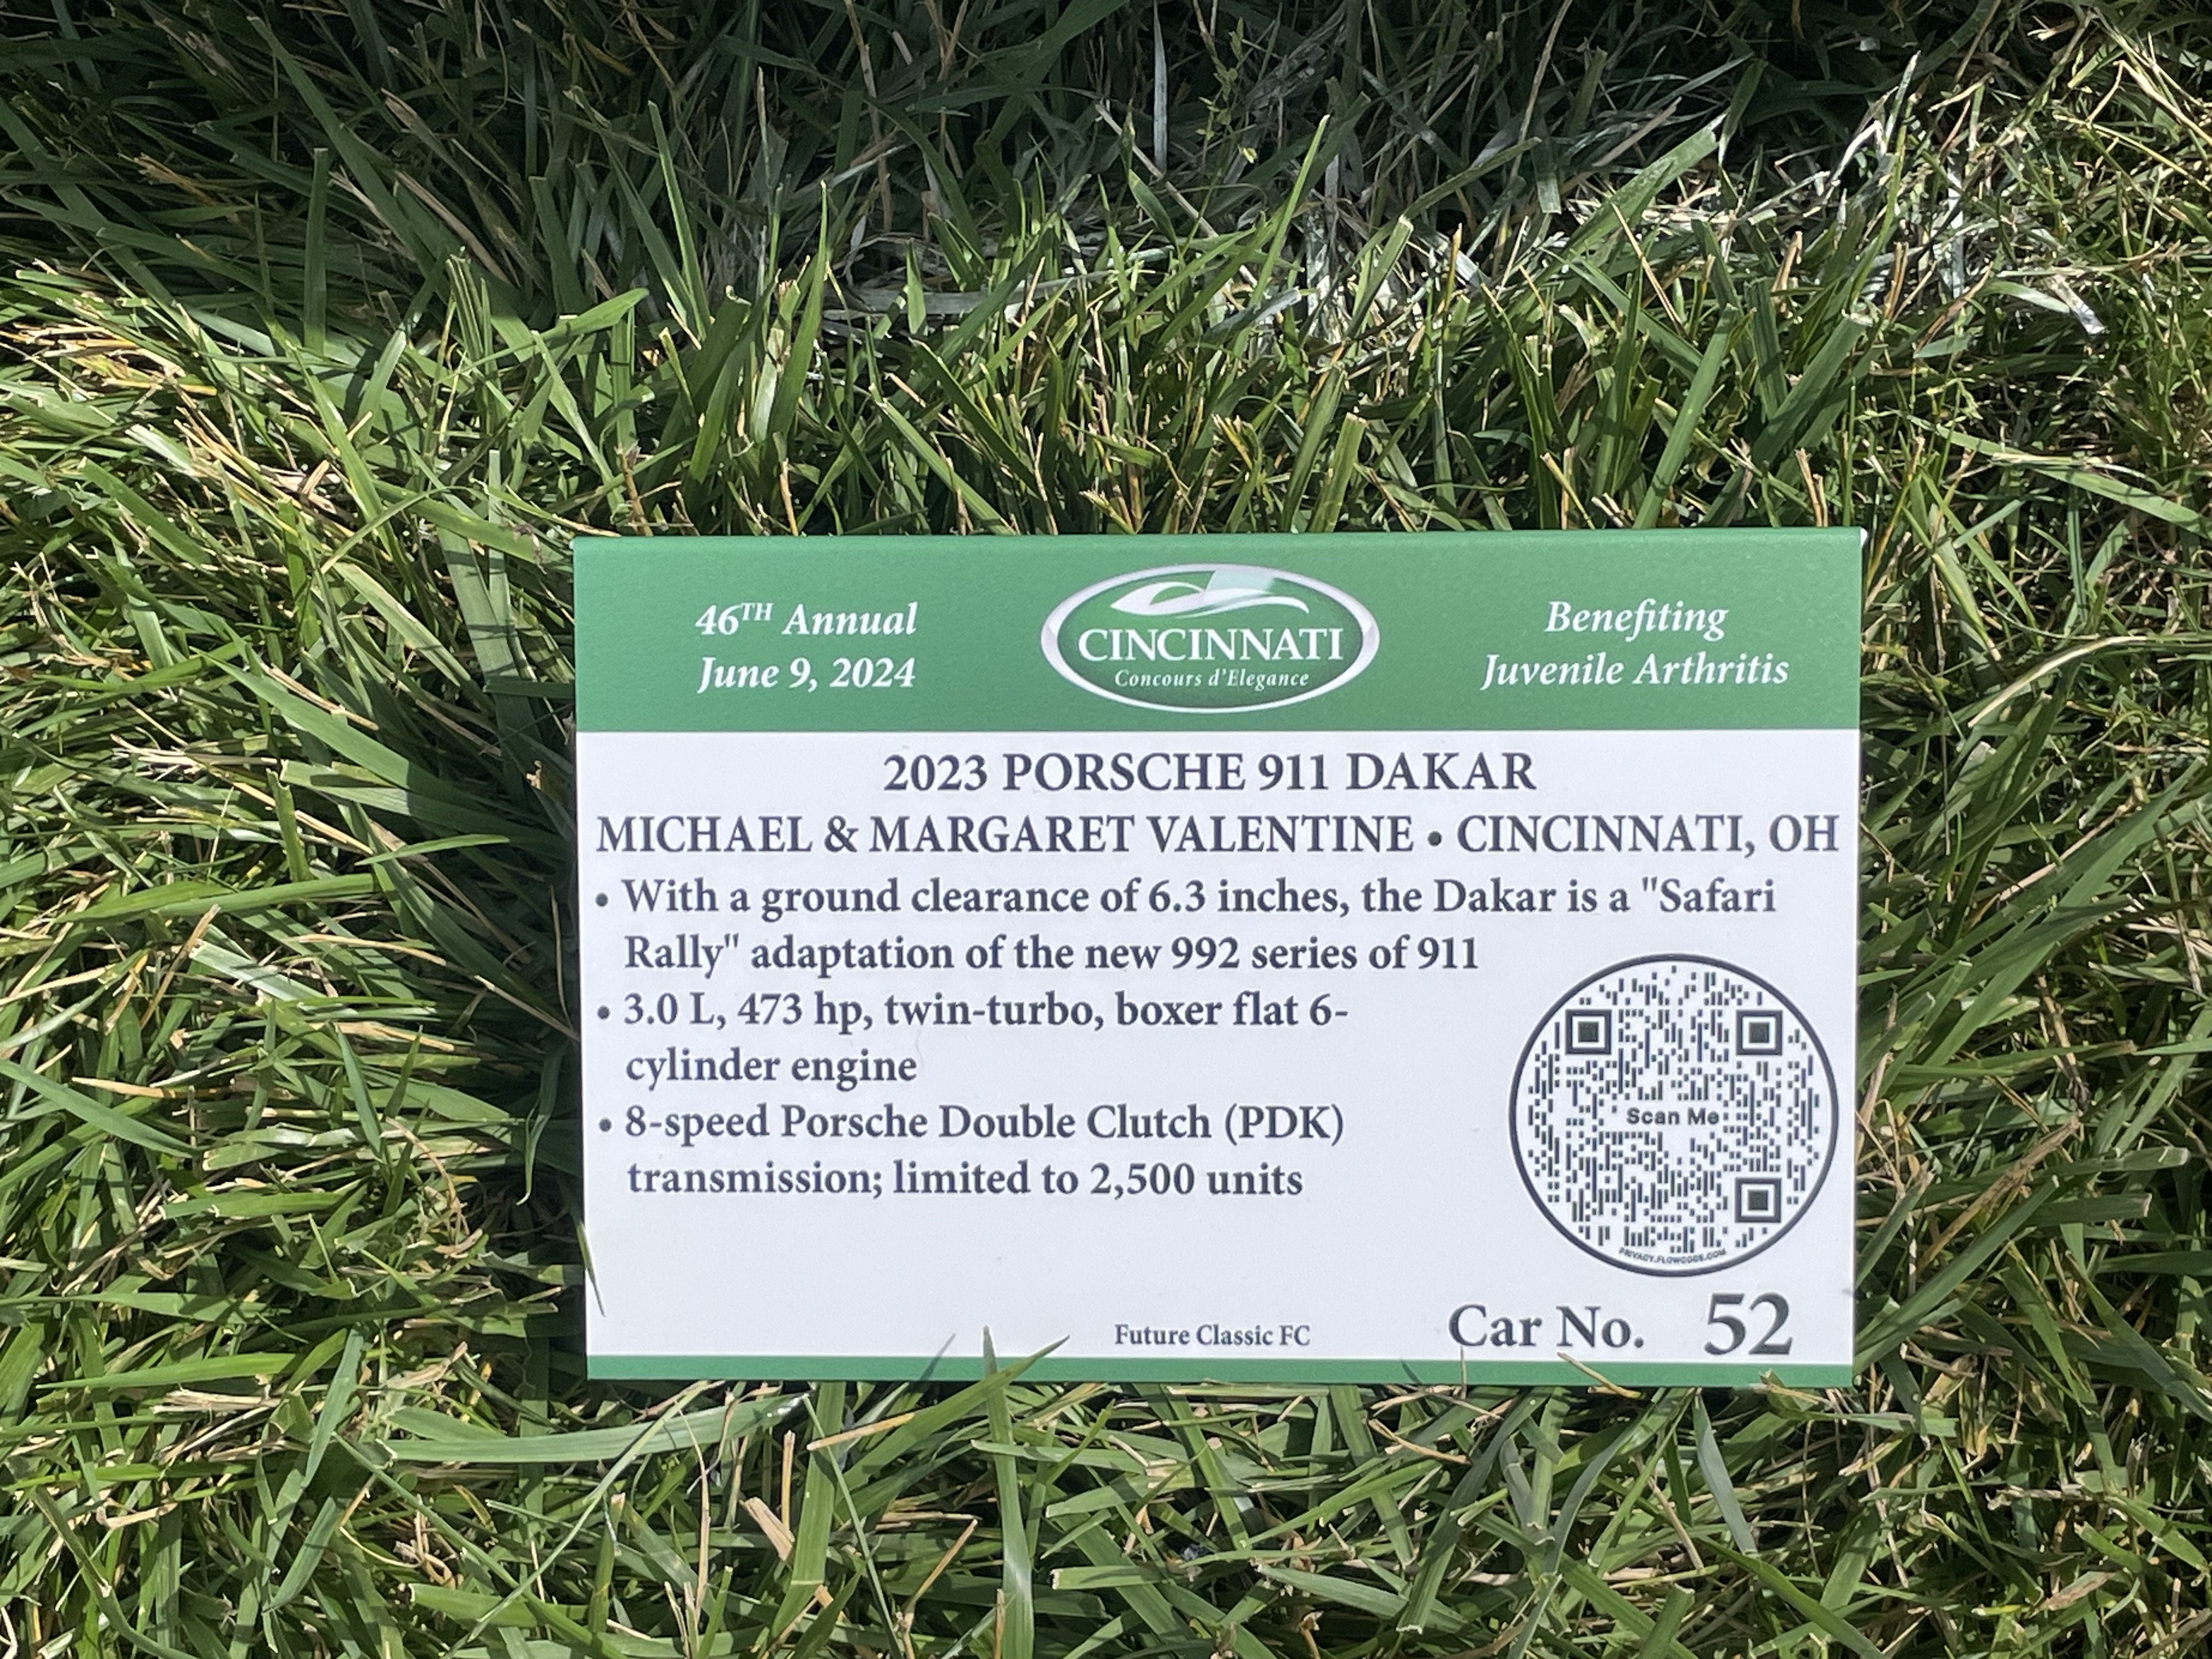 46TH Annual
June 9, 2024
CINCINNATI
Concours d'Elegance
Benefiting
Juvenile Arthritis
2023 PORSCHE 911 DAKAR
MICHAEL & MARGARET VALENTINE • CINCINNATI, OH
• With a ground clearance of 6.3 inches, the Dakar is a "Safari
Rally" adaptation of the new 992 series of 911
• 3.0 L, 473 hp, twin-turbo, boxer flat 6-
cylinder engine
• 8-speed Porsche Double Clutch (PDK)
transmission; limited to 2,500 units
Scan Me
PRIVACY.FLOWCODE.COM
Future Classic FC
Car No. 52